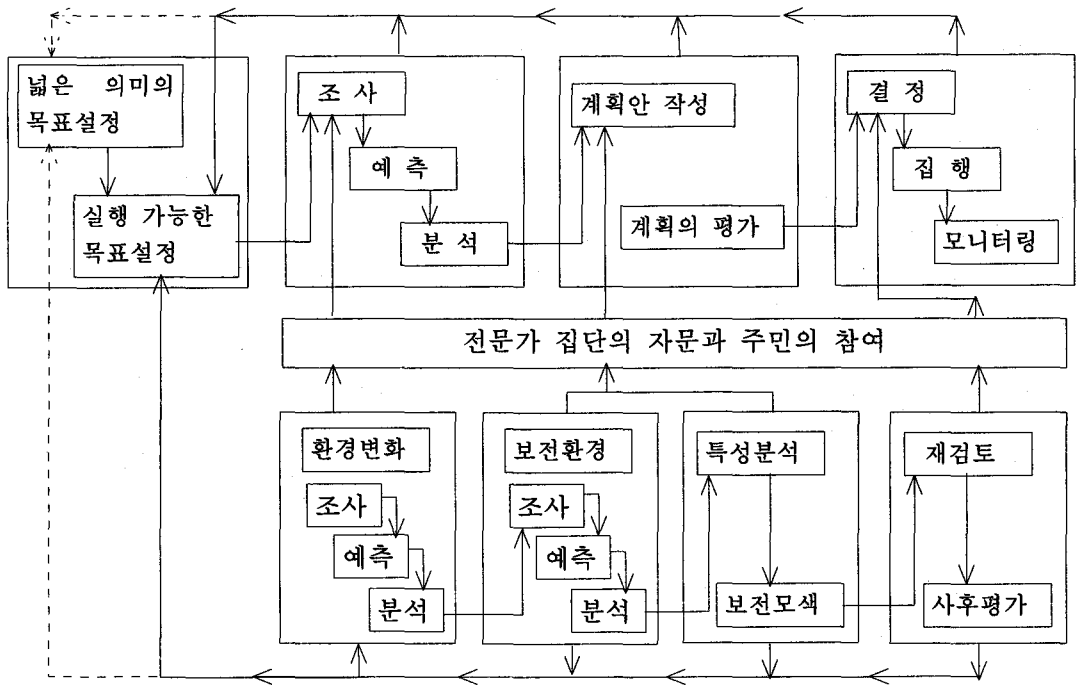 넓은 의미의
목표설정
실행 가능한
목표설정
조 사
예 측
분 석
계획안 작성
계획의 평가
결 정
집 행
모니터링
전문가 집단의 자문과 주민의 참여
환경변화
조사
예측
분석
보전환경
조사
예측
분석
특성분석
보전모색
재검토
사후평가